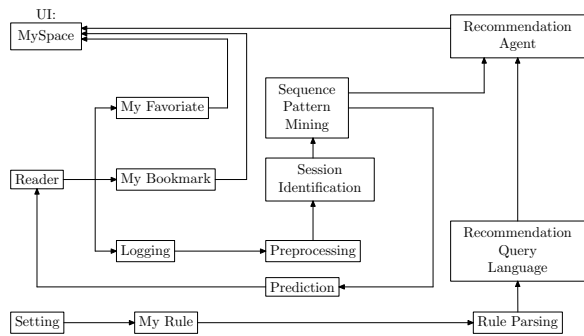 UI:
MySpace
Recommendation
Agent
Sequence
Pattern
Mining
My Favoriate
Reader
My Bookmark
Session
Identification
Logging
Preprocessing
Recommendation
Query
Language
Prediction
Setting
My Rule
Rule Parsing